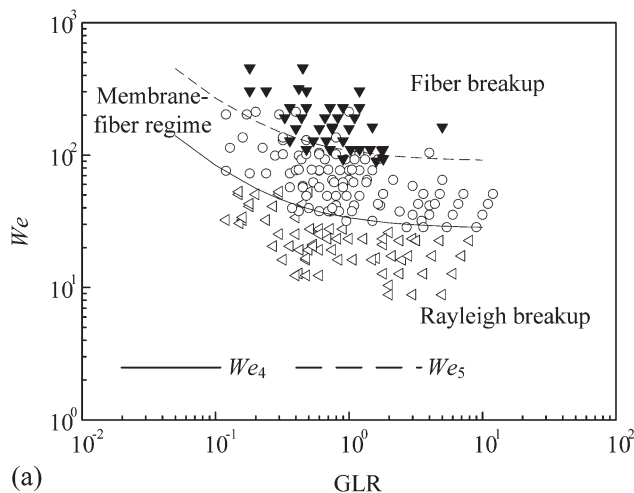 10³
Fiber breakup
Membrane-
fiber regime
10²
We
10¹
Rayleigh breakup
We₄ We₅
10⁰
10⁻² 10⁻¹ 10⁰ 10¹ 10²
(a) GLR